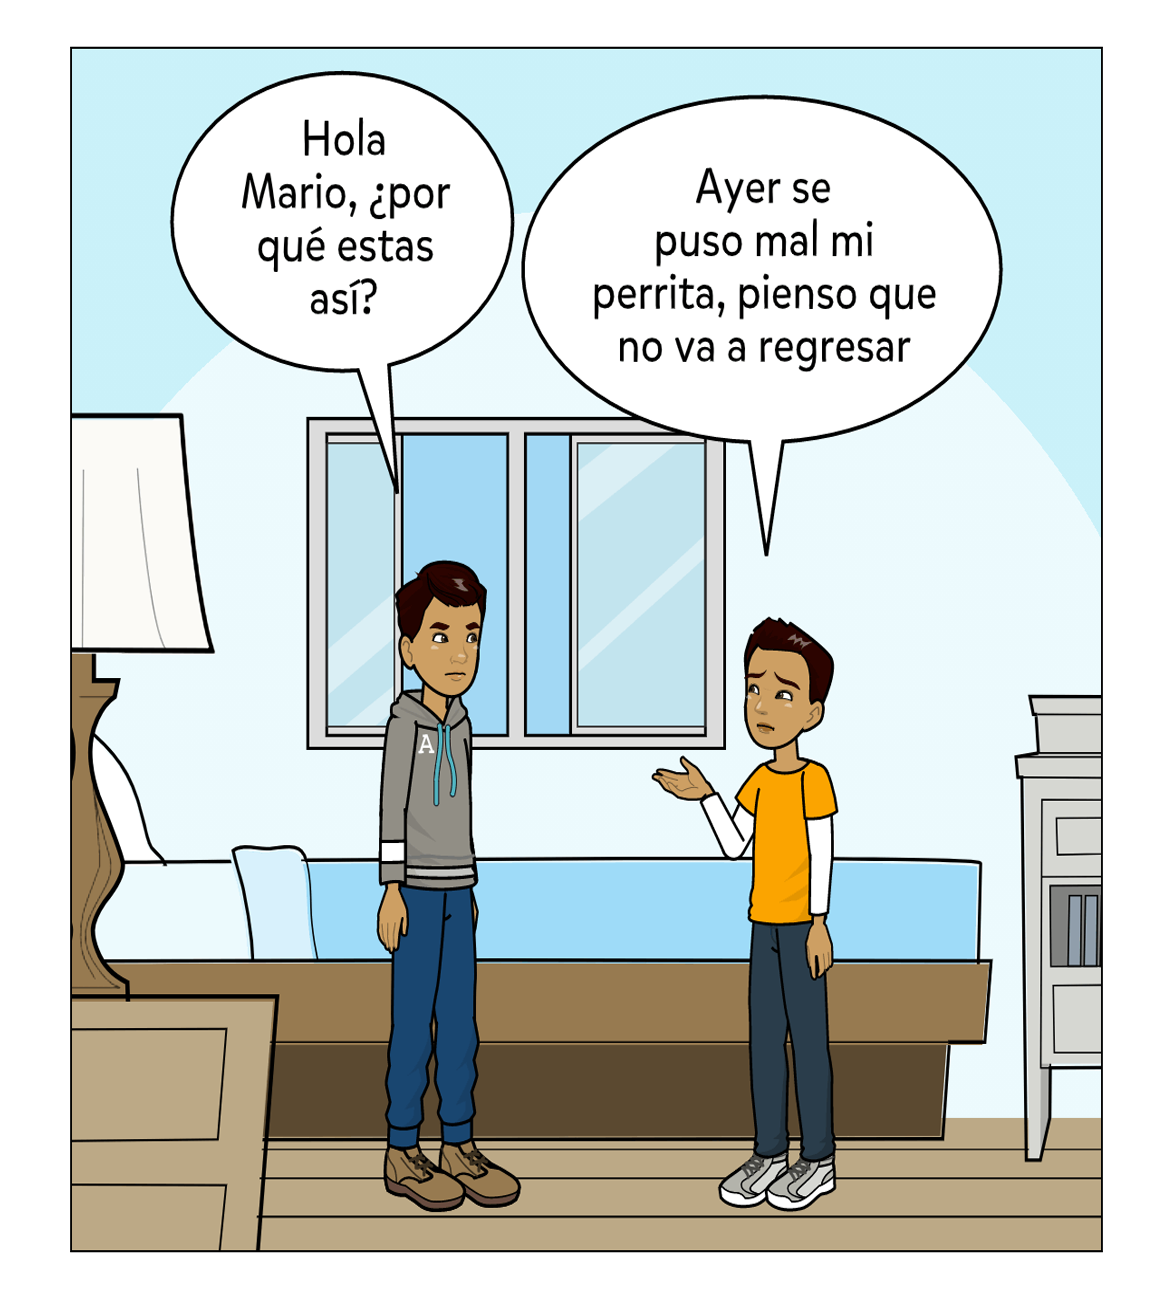 Hola
Mario, ¿por
qué estas
así?
Ayer se
puso mal mi
perrita, pienso que
no va a regresar
A